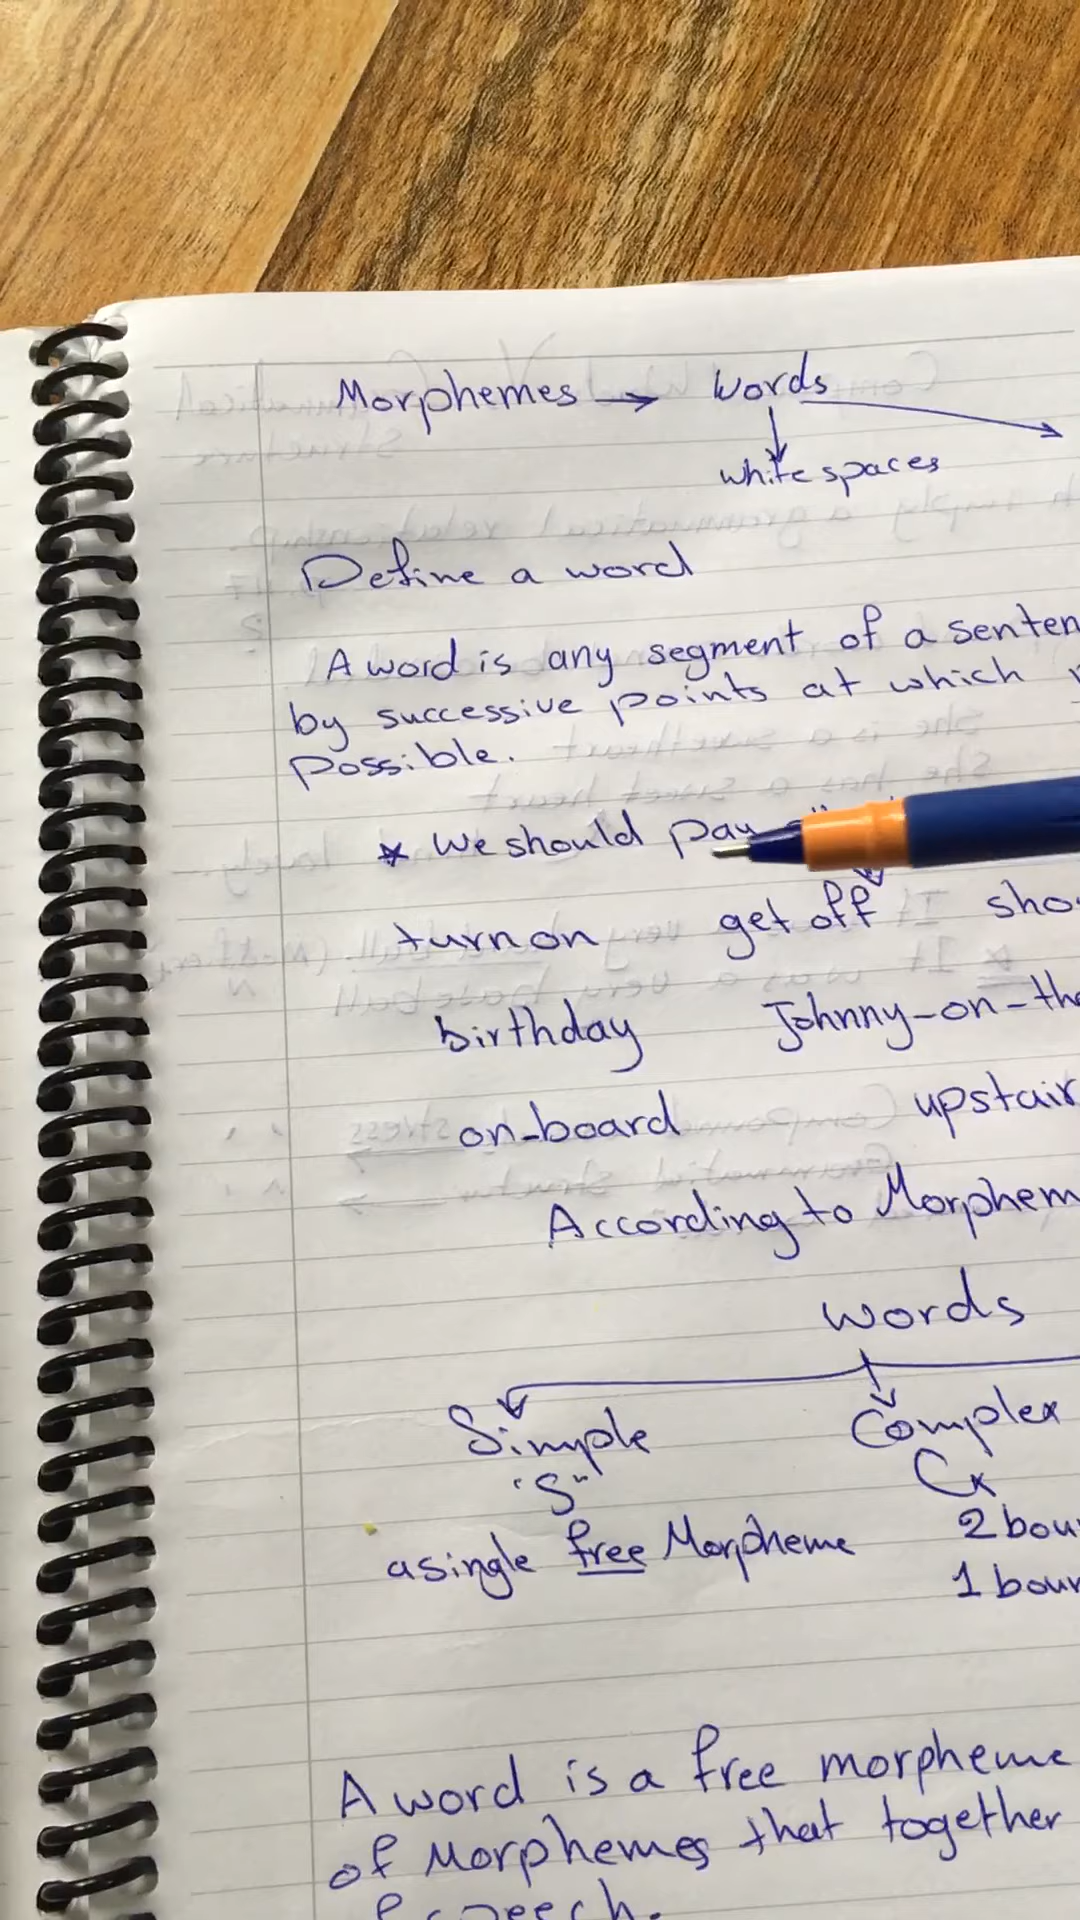 Morphemes → words
white spaces
Define a word
A word is any segment of a senten
by successive points at which
possible.
* We should pay
turn on get off sho
birthday Johnny-on-the
on-board upstair
According to Morphem
words
Simple Complex
"S" Cx
a single free Morpheme 2 bou
1 boun
A word is a free morpheme
of Morphemes that together